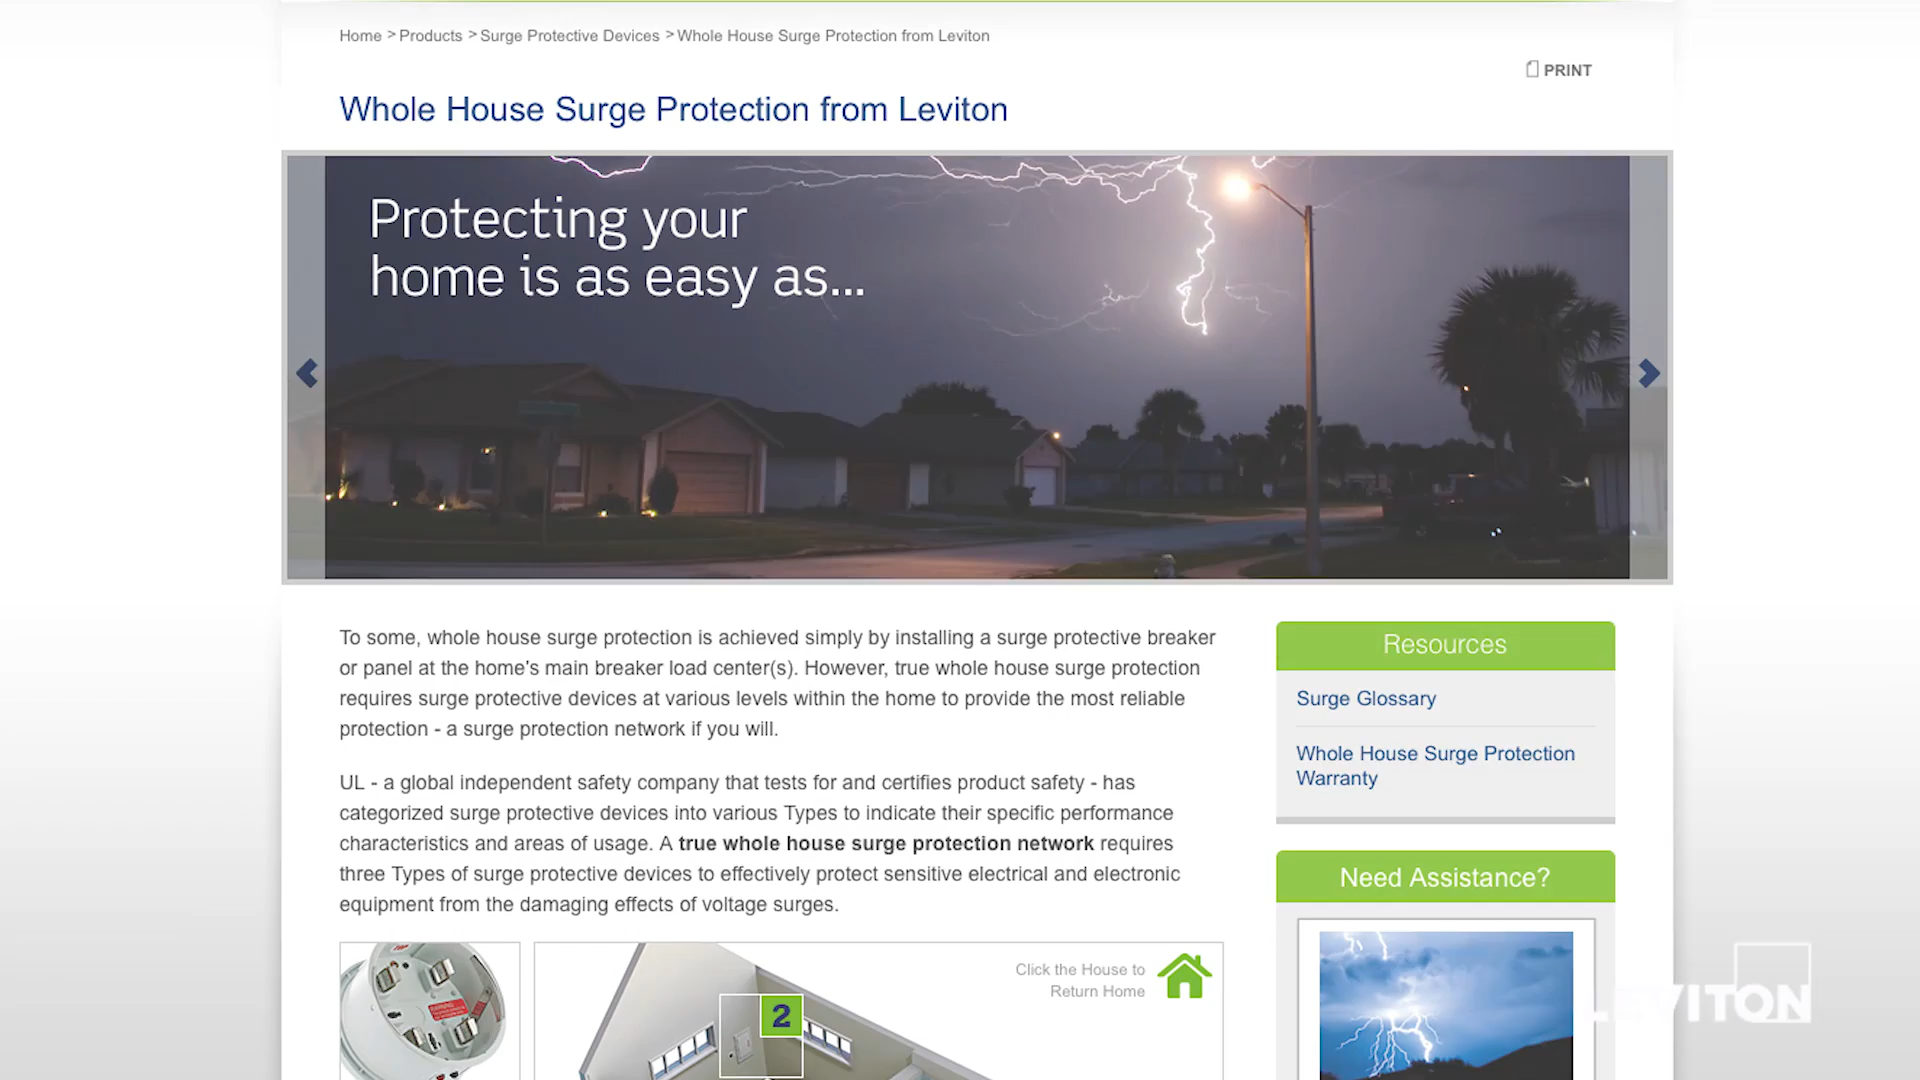 Home > Products > Surge Protective Devices > Whole House Surge Protection from Leviton
PRINT
Whole House Surge Protection from Leviton
Protecting your
home is as easy as...
To some, whole house surge protection is achieved simply by installing a surge protective breaker
or panel at the home's main breaker load center(s). However, true whole house surge protection
requires surge protective devices at various levels within the home to provide the most reliable
protection - a surge protection network if you will.
UL - a global independent safety company that tests for and certifies product safety - has
categorized surge protective devices into various Types to indicate their specific performance
characteristics and areas of usage. A true whole house surge protection network requires
three Types of surge protective devices to effectively protect sensitive electrical and electronic
equipment from the damaging effects of voltage surges.
Resources
Surge Glossary
Whole House Surge Protection
Warranty
Need Assistance?
Click the House to
Return Home
2
LEVITON